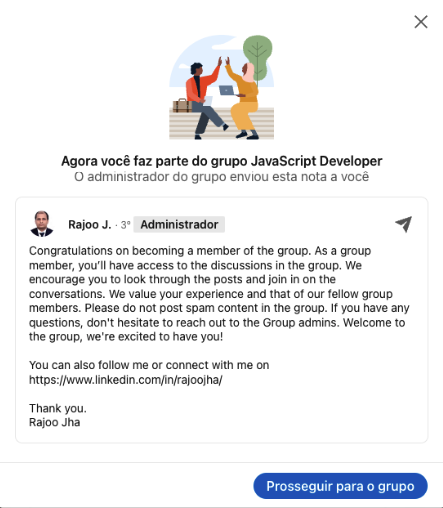 Agora você faz parte do grupo JavaScript Developer
O administrador do grupo enviou esta nota a você
Rajoo J. · 3º Administrador
Congratulations on becoming a member of the group. As a group
member, you’ll have access to the discussions in the group. We
encourage you to look through the posts and join in on the
conversations. We value your experience and that of our fellow group
members. Please do not post spam content in the group. If you have any
questions, don't hesitate to reach out to the Group admins. Welcome to
the group, we're excited to have you!
You can also follow me or connect with me on
https://www.linkedin.com/in/rajoojha/
Thank you.
Rajoo Jha
Prosseguir para o grupo